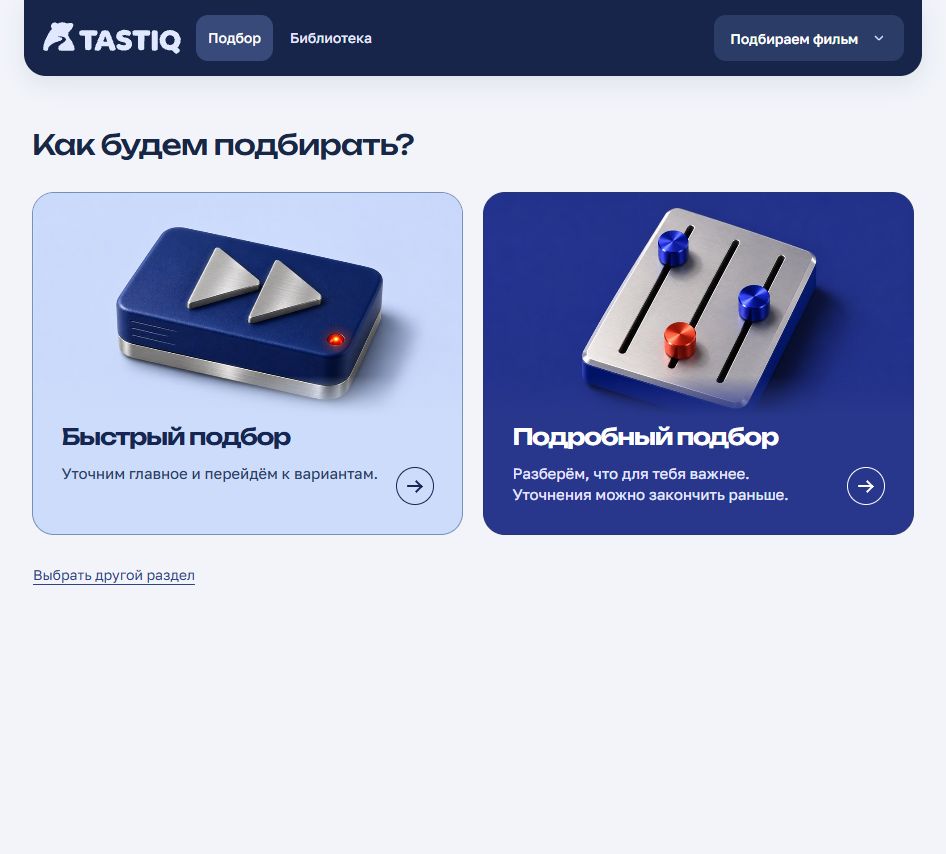 TASTIQ
Подбор
Библиотека
Подбираем фильм
Как будем подбирать?
Быстрый подбор
Уточним главное и перейдём к вариантам.
Подробный подбор
Разберём, что для тебя важнее.
Уточнения можно закончить раньше.
Выбрать другой раздел